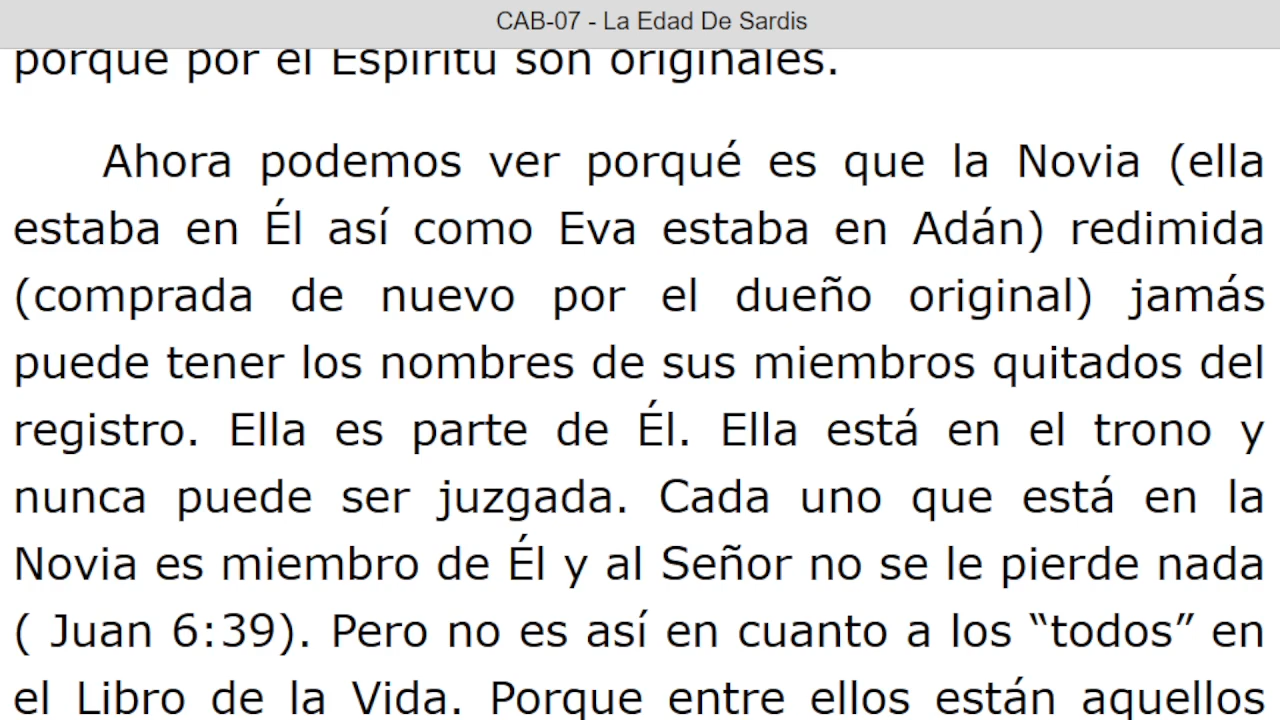 CAB-07 - La Edad De Sardis
porque por el Espíritu son originales.
Ahora podemos ver porqué es que la Novia (ella
estaba en Él así como Eva estaba en Adán) redimida
(comprada de nuevo por el dueño original) jamás
puede tener los nombres de sus miembros quitados del
registro. Ella es parte de Él. Ella está en el trono y
nunca puede ser juzgada. Cada uno que está en la
Novia es miembro de Él y al Señor no se le pierde nada
( Juan 6:39). Pero no es así en cuanto a los “todos” en
el Libro de la Vida. Porque entre ellos están aquellos